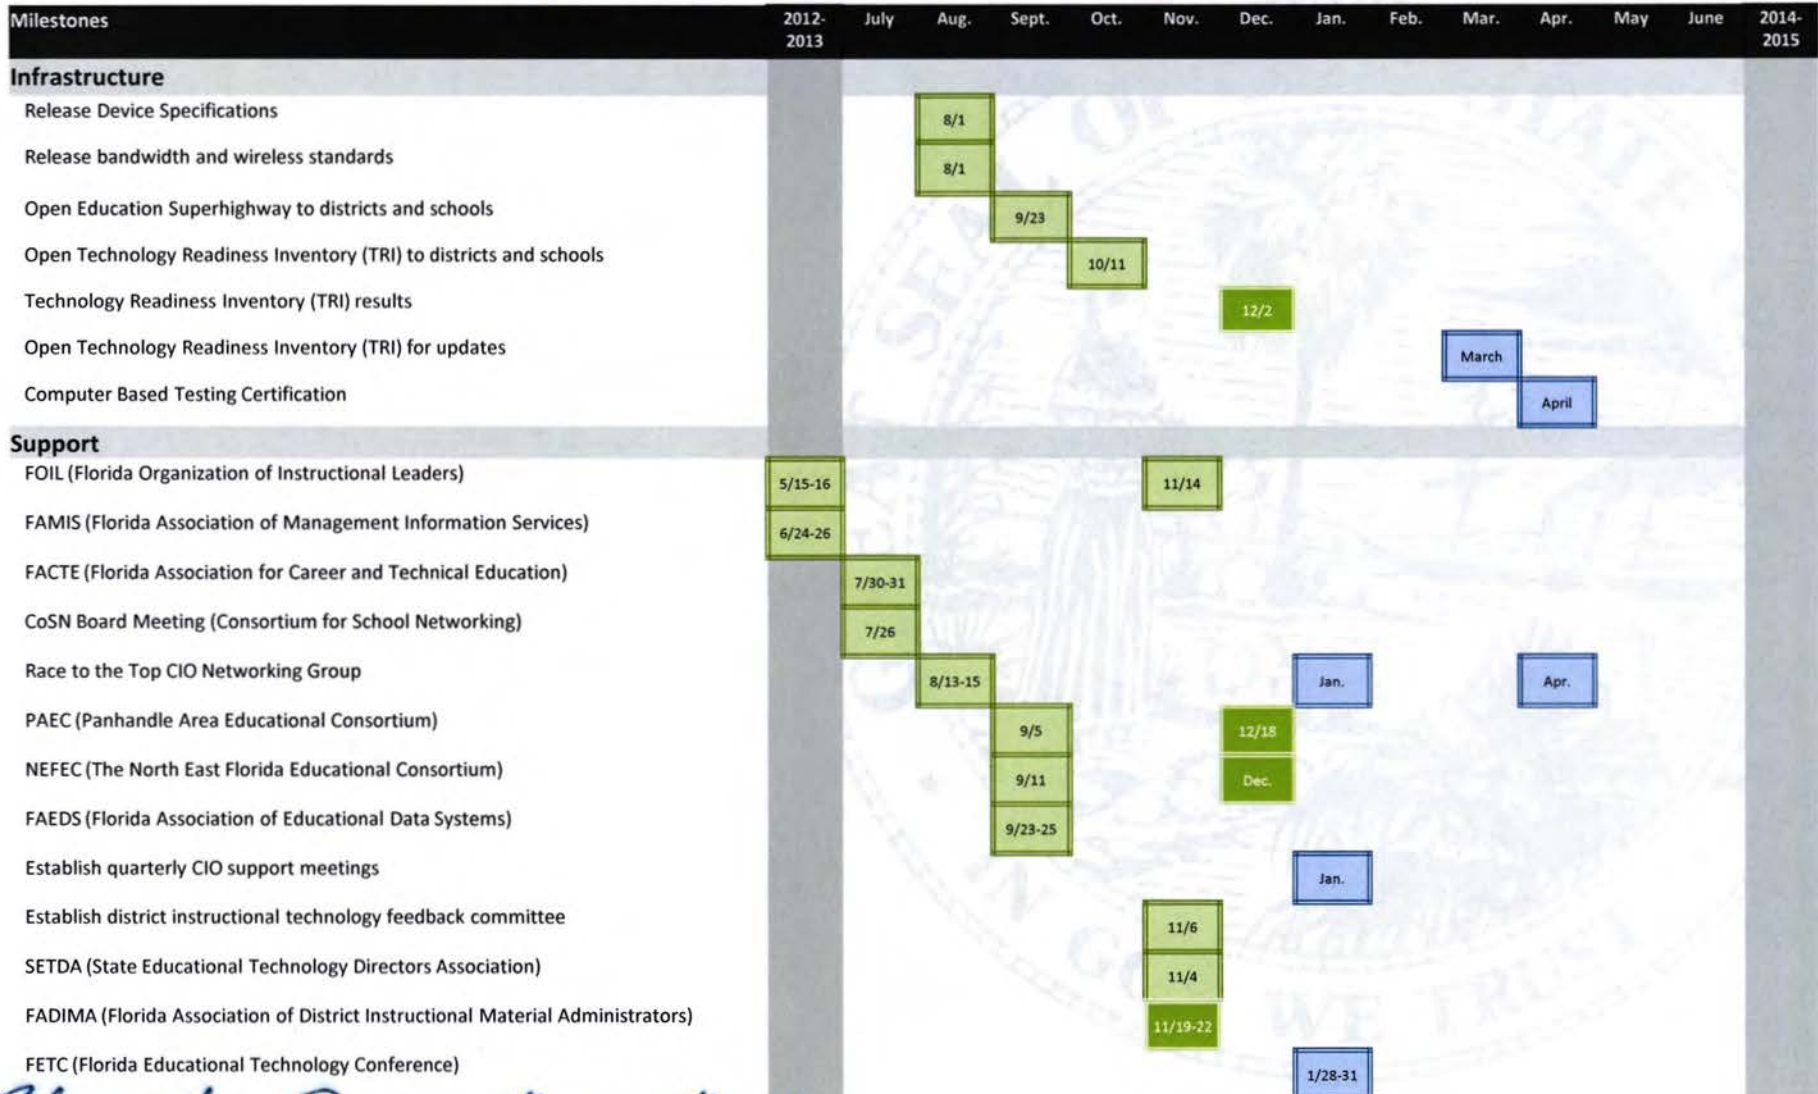 Milestones 2012-2013 July Aug. Sept. Oct. Nov. Dec. Jan. Feb. Mar. Apr. May June 2014-2015
Infrastructure
Release Device Specifications 8/1
Release bandwidth and wireless standards 8/1
Open Education Superhighway to districts and schools 9/23
Open Technology Readiness Inventory (TRI) to districts and schools 10/11
Technology Readiness Inventory (TRI) results 12/2
Open Technology Readiness Inventory (TRI) for updates March
Computer Based Testing Certification April
Support
FOIL (Florida Organization of Instructional Leaders) 5/15-16 11/14
FAMIS (Florida Association of Management Information Services) 6/24-26
FACTE (Florida Association for Career and Technical Education) 7/30-31
CoSN Board Meeting (Consortium for School Networking) 7/26
Race to the Top CIO Networking Group 8/13-15 Jan. Apr.
PAEC (Panhandle Area Educational Consortium) 9/5 12/18
NEFEC (The North East Florida Educational Consortium) 9/11 Dec.
FAEDS (Florida Association of Educational Data Systems) 9/23-25
Establish quarterly CIO support meetings Jan.
Establish district instructional technology feedback committee 11/6
SETDA (State Educational Technology Directors Association) 11/4
FADIMA (Florida Association of District Instructional Material Administrators) 11/19-22
FETC (Florida Educational Technology Conference) 1/28-31
SEAL OF STATE
IN GOD WE TRUST